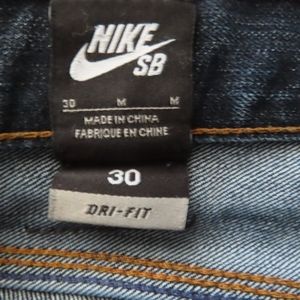 NIKE
SB
30 M M
MADE IN CHINA
FABRIQUE EN CHINE
30
DRI-FIT